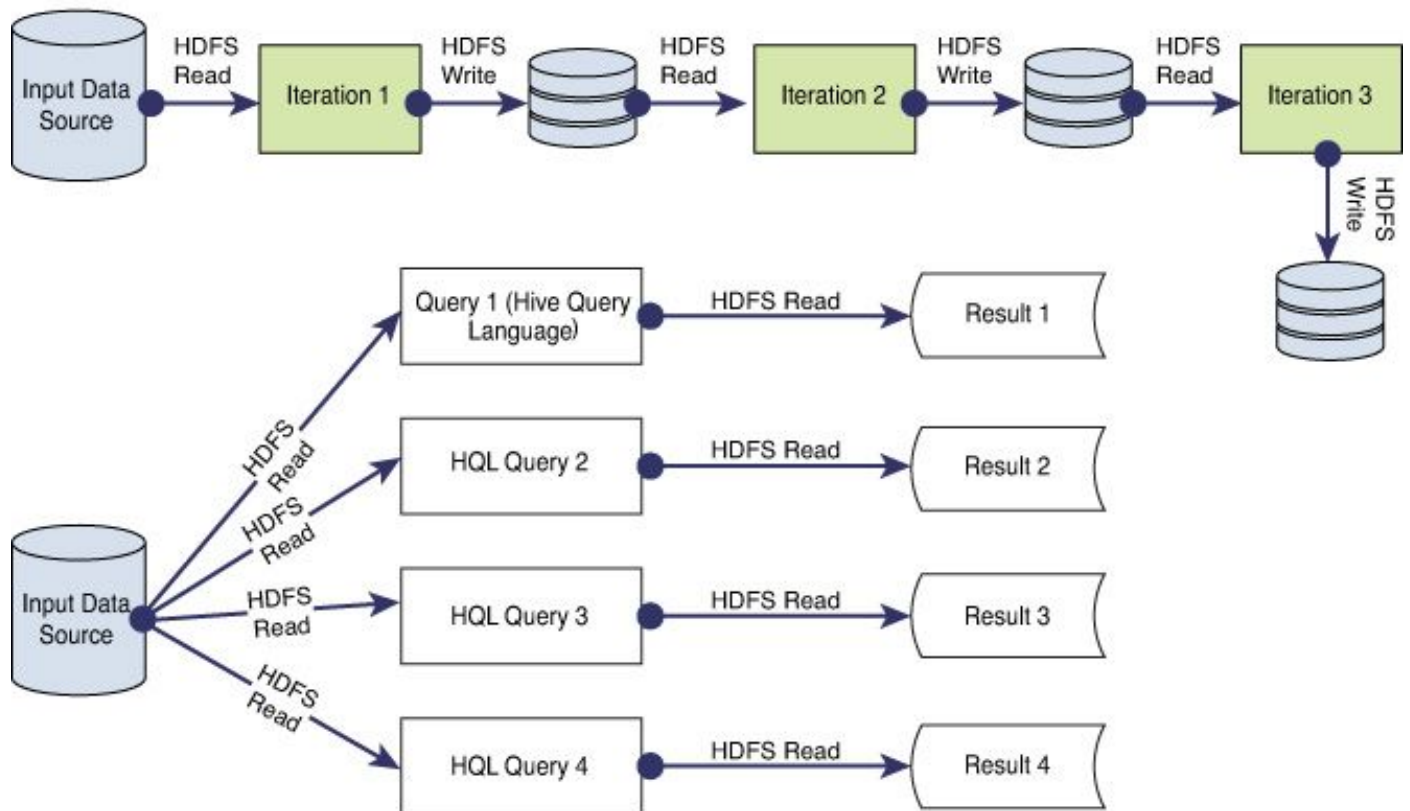 Input Data
Source
HDFS
Read
Iteration 1
HDFS
Write
HDFS
Read
Iteration 2
HDFS
Write
HDFS
Read
Iteration 3
HDFS
Write
Query 1 (Hive Query
Language)
HDFS Read
Result 1
HDFS
Read
HQL Query 2
HDFS Read
Result 2
HDFS
Read
Input Data
Source
HDFS
Read
HQL Query 3
HDFS Read
Result 3
HDFS
Read
HQL Query 4
HDFS Read
Result 4